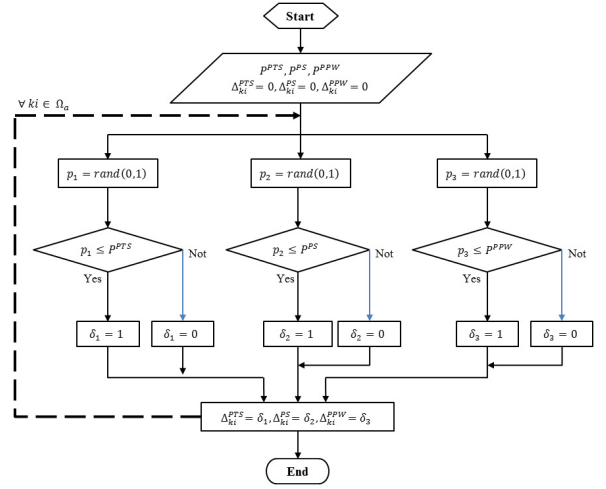 Start
P^{PTS}, P^{PS}, P^{PPW}
Δ_{ki}^{PTS} = 0, Δ_{ki}^{PS} = 0, Δ_{ki}^{PPW} = 0
∀ ki ∈ Ω_a
p_1 = rand(0,1)
p_2 = rand(0,1)
p_3 = rand(0,1)
p_1 ≤ P^{PTS}
Not
p_2 ≤ P^{PS}
Not
p_3 ≤ P^{PPW}
Not
Yes
Yes
Yes
δ_1 = 1
δ_1 = 0
δ_2 = 1
δ_2 = 0
δ_3 = 1
δ_3 = 0
Δ_{ki}^{PTS} = δ_1, Δ_{ki}^{PS} = δ_2, Δ_{ki}^{PPW} = δ_3
End